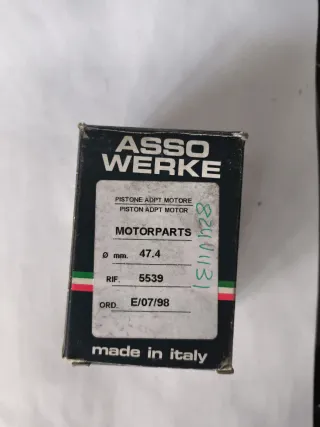 ASSO
WERKE
PISTONE ADPT MOTORE
PISTON ADPT MOTOR
MOTORPARTS
Ø mm. 47.4
RIF. 5539
ORD. E/07/98
made in italy